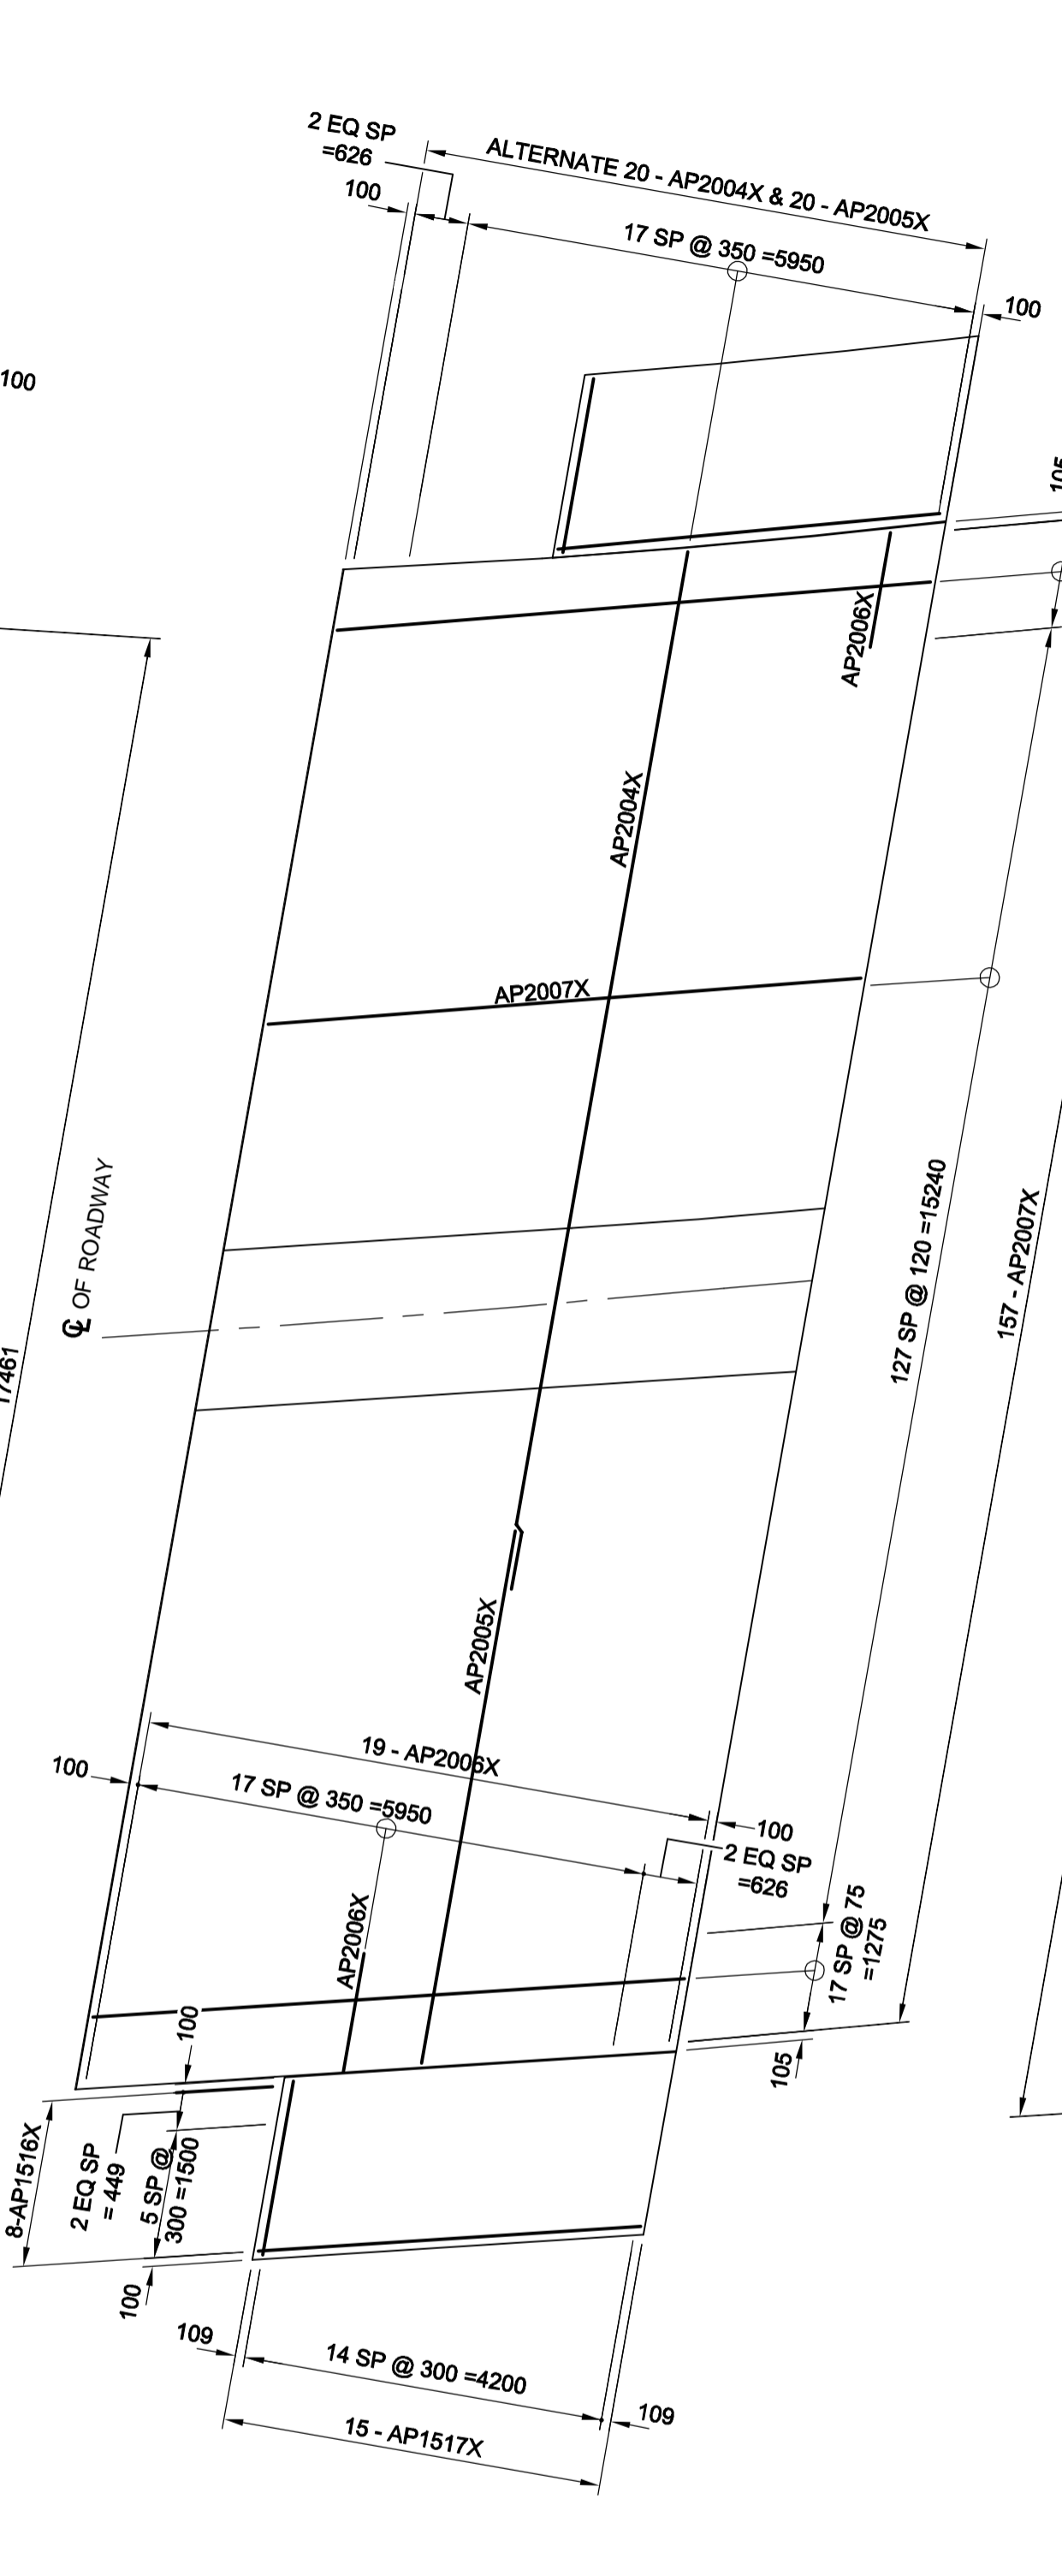 2 EQ SP
=626
ALTERNATE 20 - AP2004X & 20 - AP2005X
100
17 SP @ 350 =5950
100
100
AP2006X
AP2004X
AP2007X
℄ OF ROADWAY
127 SP @ 120 =15240
157 - AP2007X
17461
AP2005X
19 - AP2006X
100
17 SP @ 350 =5950
100
2 EQ SP
=626
AP2006X
17 SP @ 75
=1275
100
105
8-AP1516X
2 EQ SP
= 449
5 SP @
300 =1500
100
109
14 SP @ 300 =4200
109
15 - AP1517X